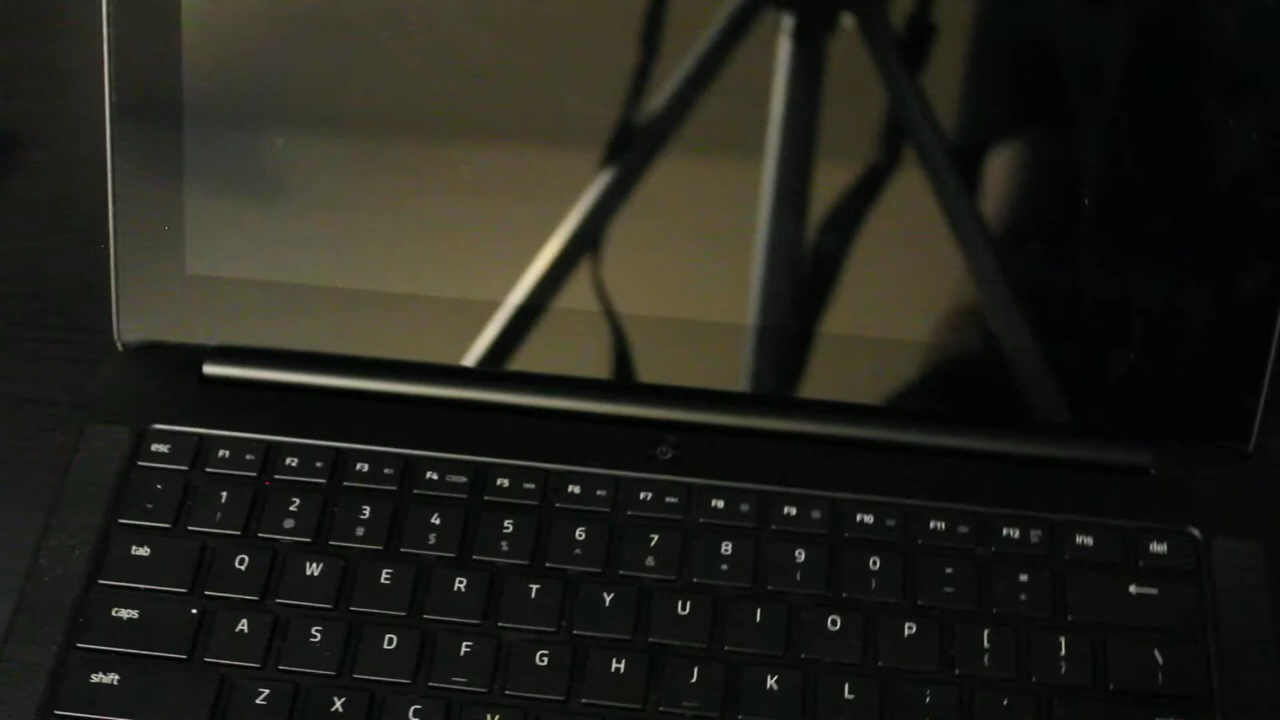 esc F1 F2 F3 F4 F5 F6 F7 F8 F9 F10 F11 F12 ins del
` ~ 1 ! 2 @ 3 # 4 $ 5 % 6 ^ 7 & 8 * 9 ( 0 ) - = ←
tab Q W E R T Y U I O P [ { ] } \
caps A S D F G H J K L ; '
shift Z X C V